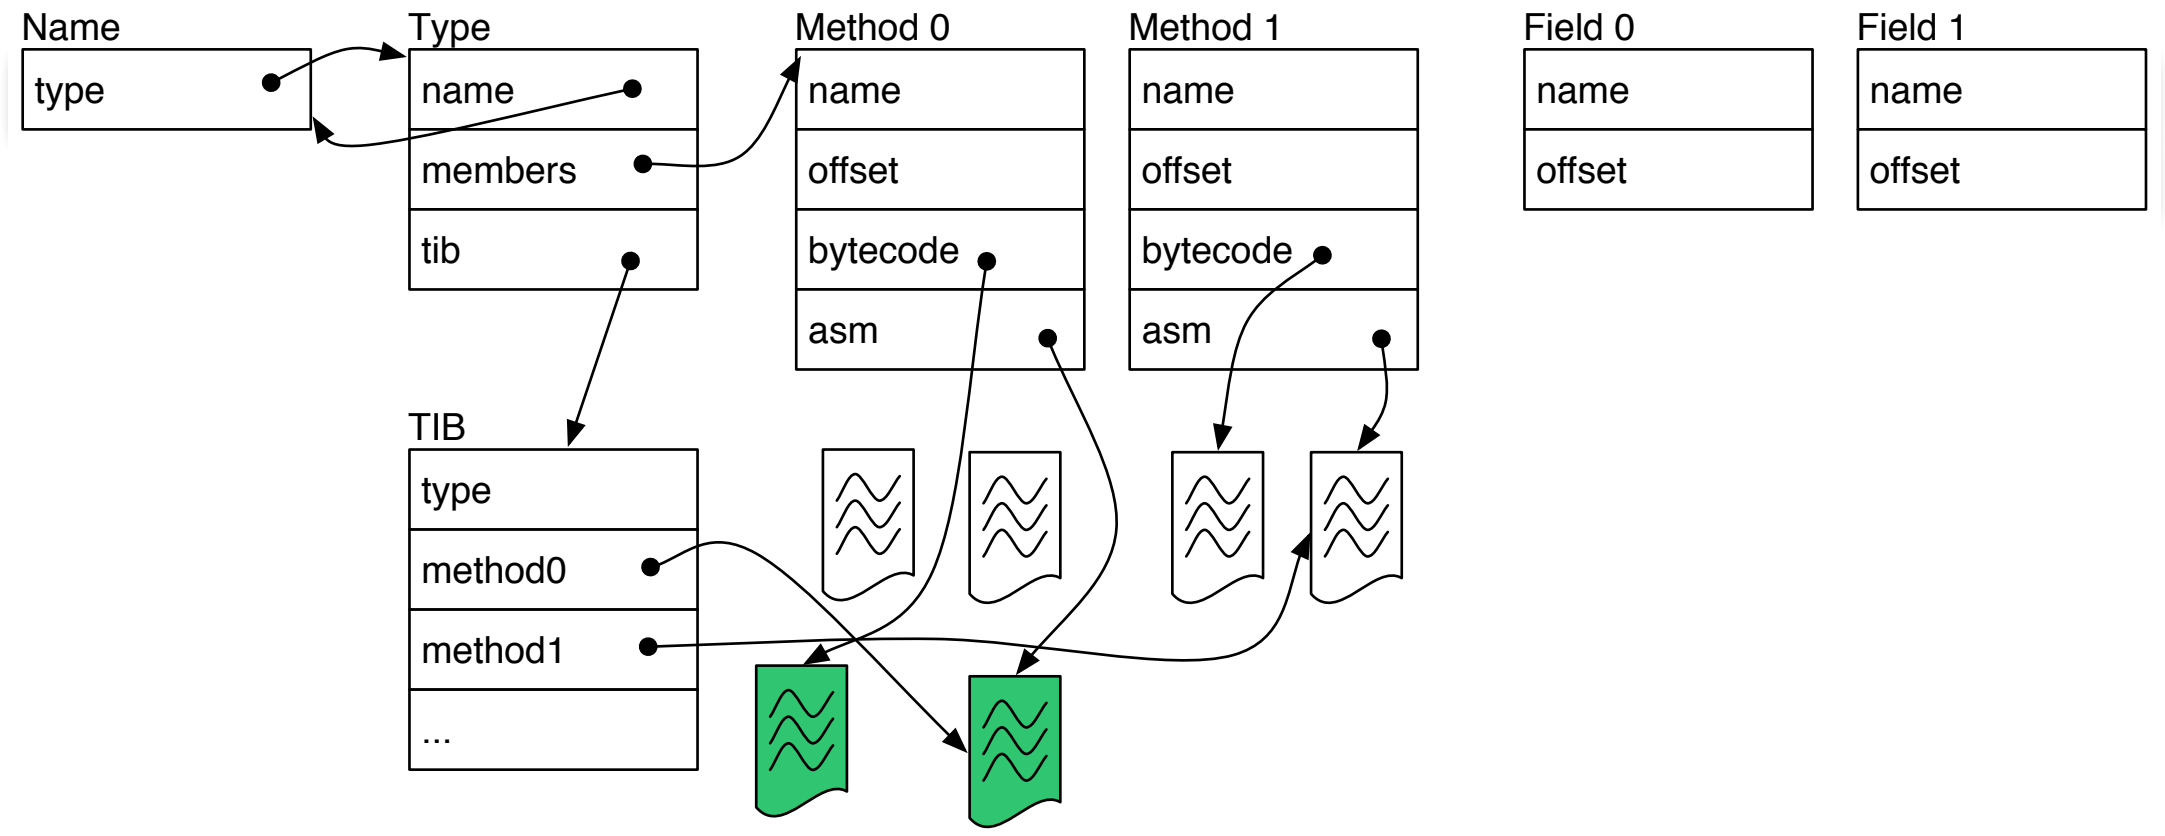 Name
type
Type
name
members
tib
Method 0
name
offset
bytecode
asm
Method 1
name
offset
bytecode
asm
Field 0
name
offset
Field 1
name
offset
TIB
type
method0
method1
...